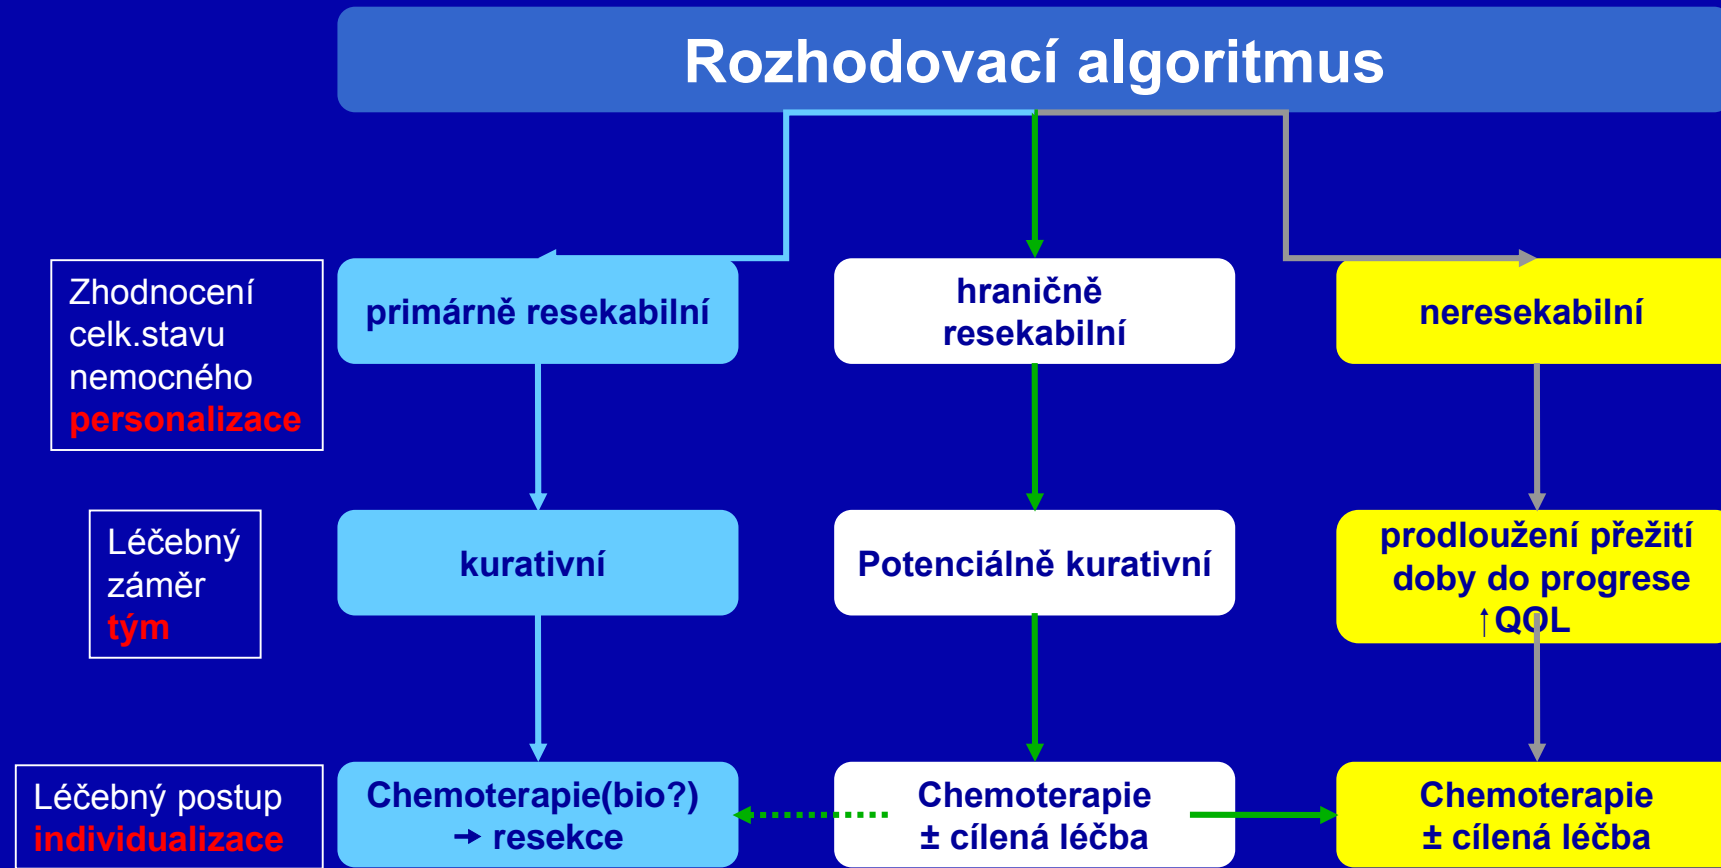 Rozhodovací algoritmus
Zhodnocení
celk.stavu
nemocného
personalizace
primárně resekabilní
hraničně
resekabilní
neresekabilní
Léčebný
záměr
tým
kurativní
Potenciálně kurativní
prodloužení přežití
doby do progrese
↑QOL
Léčebný postup
individualizace
Chemoterapie(bio?)
→ resekce
Chemoterapie
± cílená léčba
Chemoterapie
± cílená léčba